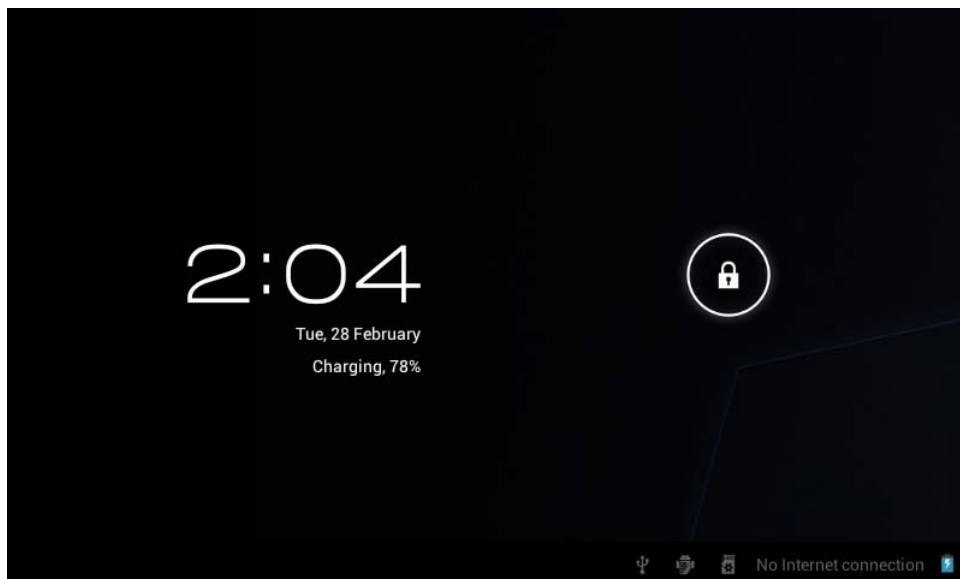 2:04
Tue, 28 February
Charging, 78%
No Internet connection